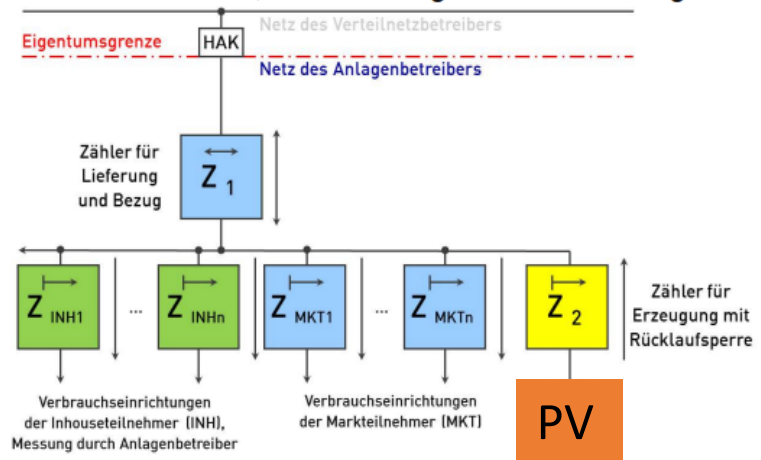 Netz des Verteilnetzbetreibers
Eigentumsgrenze
HAK
Netz des Anlagenbetreibers
Zähler für
Lieferung
und Bezug
Z 1
Z INH1
...
Z INHn
Z MKT1
...
Z MKTn
Z 2
Zähler für
Erzeugung mit
Rücklaufsperre
Verbrauchseinrichtungen
der Inhouseteilnehmer (INH),
Messung durch Anlagenbetreiber
Verbrauchseinrichtungen
der Markteilnehmer (MKT)
PV